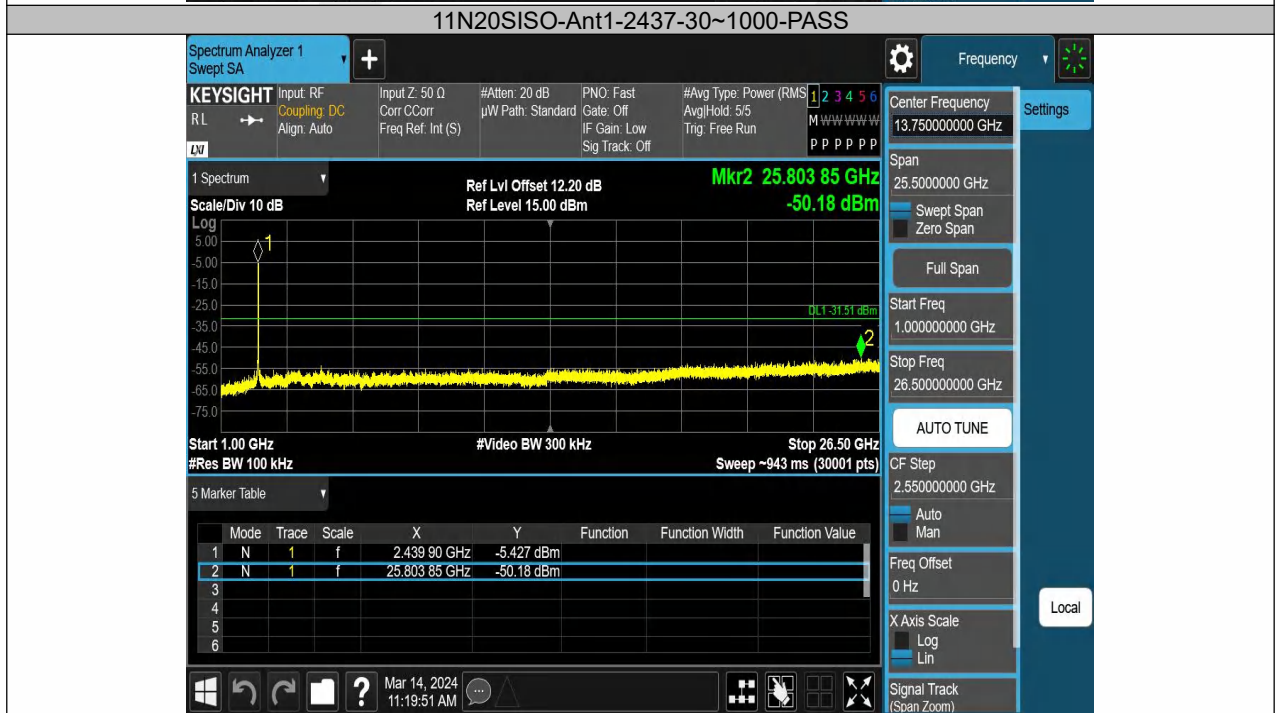 11N20SISO-Ant1-2437-30~1000-PASS
Spectrum Analyzer 1
Swept SA
+
Frequency
KEYSIGHT
RL
LXI
Input: RF
Coupling: DC
Align: Auto
Input Z: 50 Ω
Corr CCorr
Freq Ref: Int (S)
#Atten: 20 dB
µW Path: Standard
PNO: Fast
Gate: Off
IF Gain: Low
Sig Track: Off
#Avg Type: Power (RMS
Avg|Hold: 5/5
Trig: Free Run
1 2 3 4 5 6
M W W W W W
P P P P P P
1 Spectrum
Scale/Div 10 dB
Ref Lvl Offset 12.20 dB
Ref Level 15.00 dBm
Mkr2 25.803 85 GHz
-50.18 dBm
Log
5.00
-5.00
-15.0
-25.0
-35.0
-45.0
-55.0
-65.0
-75.0
1
DL1 -31.51 dBm
2
Start 1.00 GHz
#Res BW 100 kHz
#Video BW 300 kHz
Stop 26.50 GHz
Sweep ~943 ms (30001 pts)
5 Marker Table
Mode Trace Scale X Y Function Function Width Function Value
1 N 1 f 2.439 90 GHz -5.427 dBm
2 N 1 f 25.803 85 GHz -50.18 dBm
3
4
5
6
?
Mar 14, 2024
11:19:51 AM
Center Frequency
13.750000000 GHz
Span
25.5000000 GHz
Swept Span
Zero Span
Full Span
Start Freq
1.000000000 GHz
Stop Freq
26.500000000 GHz
AUTO TUNE
CF Step
2.550000000 GHz
Auto
Man
Freq Offset
0 Hz
X Axis Scale
Log
Lin
Signal Track
(Span Zoom)
Settings
Local